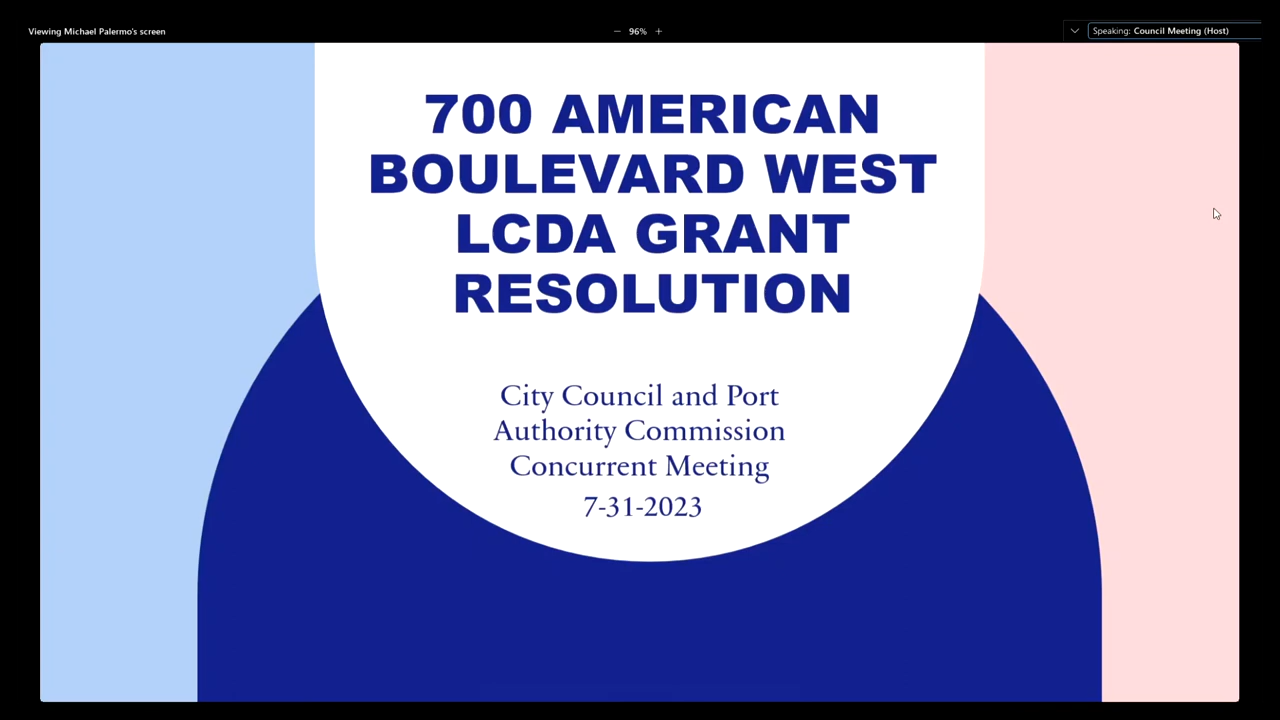 Viewing Michael Palermo's screen
− 96% +
Speaking: Council Meeting (Host)
700 AMERICAN
BOULEVARD WEST
LCDA GRANT
RESOLUTION
City Council and Port
Authority Commission
Concurrent Meeting
7-31-2023